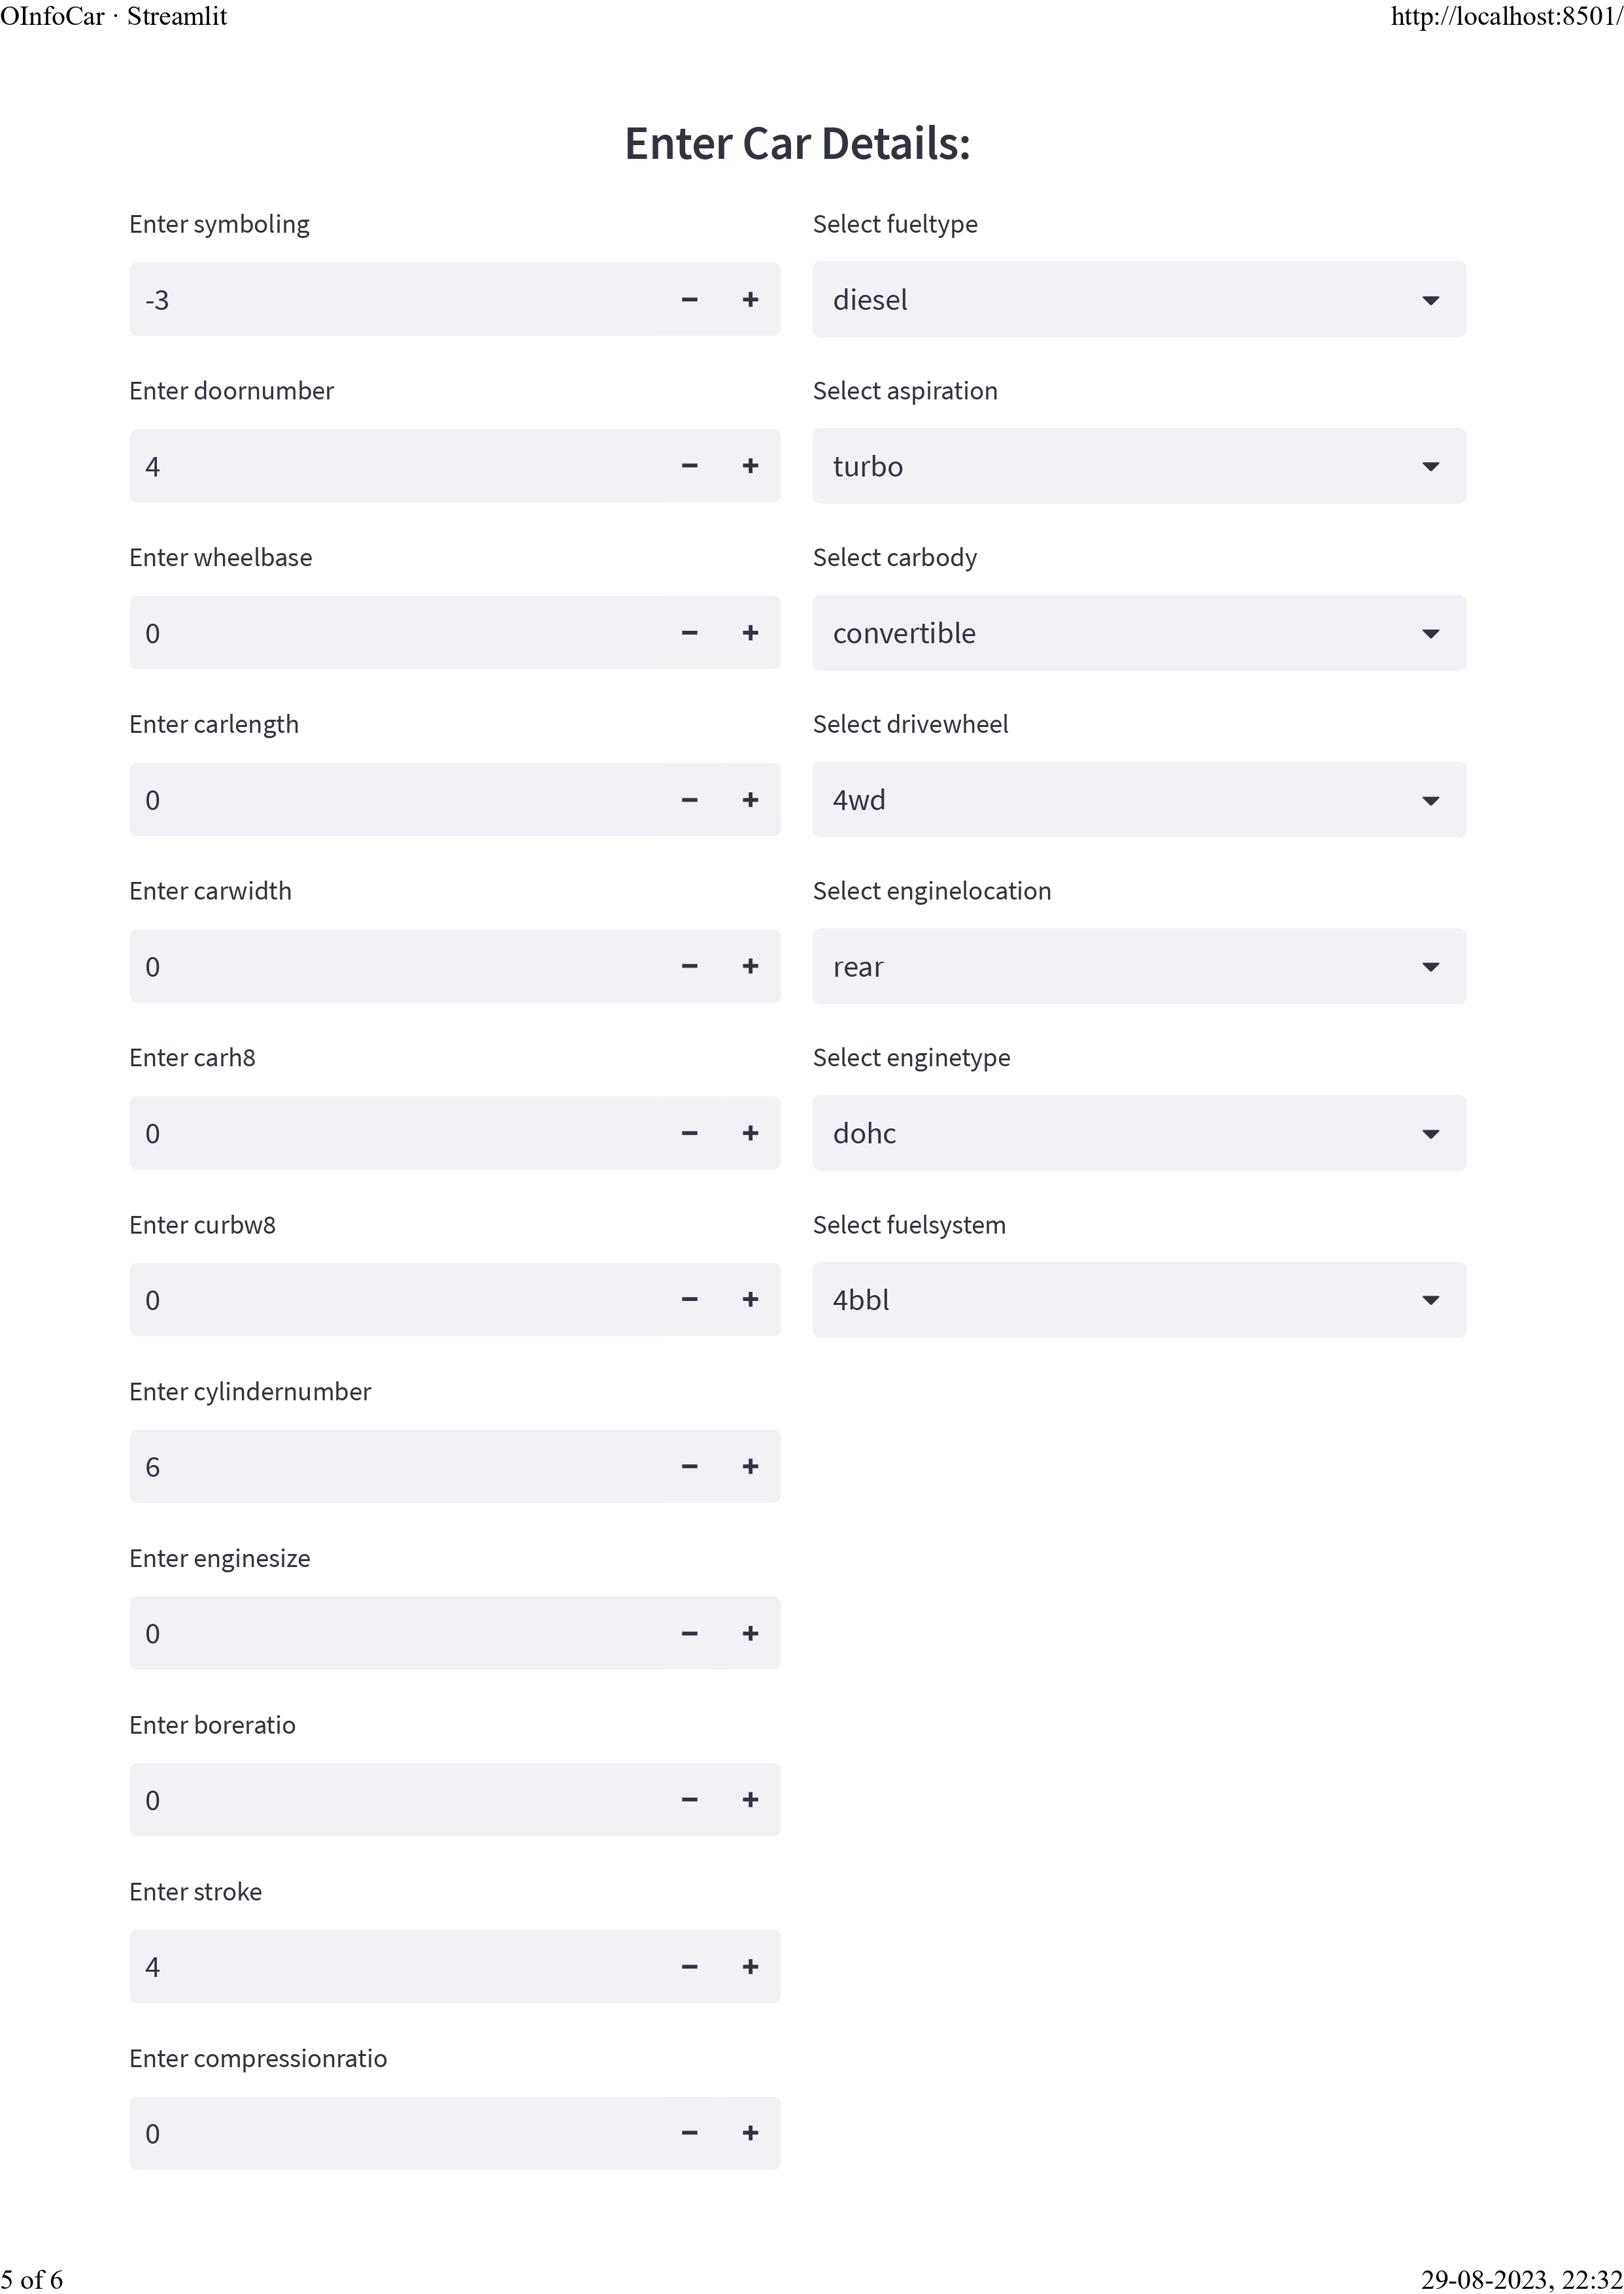 OInfoCar · Streamlit
http://localhost:8501/
Enter Car Details:
Enter symboling
-3
Enter doornumber
4
Enter wheelbase
0
Enter carlength
0
Enter carwidth
0
Enter carh8
0
Enter curbw8
0
Enter cylindernumber
6
Enter enginesize
0
Enter boreratio
0
Enter stroke
4
Enter compressionratio
0
Select fueltype
diesel
Select aspiration
turbo
Select carbody
convertible
Select drivewheel
4wd
Select enginelocation
rear
Select enginetype
dohc
Select fuelsystem
4bbl
5 of 6
29-08-2023, 22:32